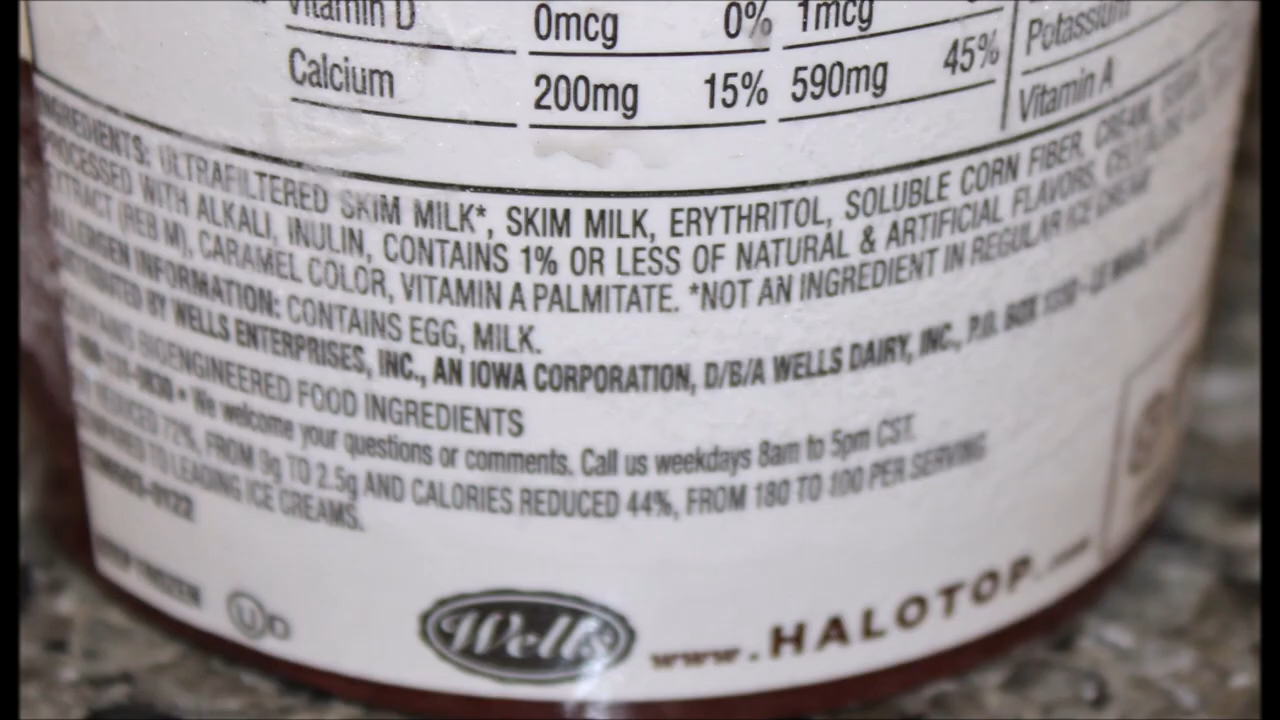 Vitamin D 0mcg 0% 1mcg
Potassium
Calcium 200mg 15% 590mg 45%
Vitamin A
INGREDIENTS: ULTRAFILTERED SKIM MILK*, SKIM MILK, ERYTHRITOL, SOLUBLE CORN FIBER, CREAM,
PROCESSED WITH ALKALI, INULIN, CONTAINS 1% OR LESS OF NATURAL & ARTIFICIAL FLAVORS,
EXTRACT (REB M), CARAMEL COLOR, VITAMIN A PALMITATE. *NOT AN INGREDIENT IN REGULAR ICE CREAM
ALLERGEN INFORMATION: CONTAINS EGG, MILK.
DISTRIBUTED BY WELLS ENTERPRISES, INC., AN IOWA CORPORATION, D/B/A WELLS DAIRY, INC., P.O. BOX
CONTAINS BIOENGINEERED FOOD INGREDIENTS
• We welcome your questions or comments. Call us weekdays 8am to 5pm CST.
REDUCED 72%, FROM 9g TO 2.5g AND CALORIES REDUCED 44%, FROM 180 TO 100 PER SERVING
COMPARED TO LEADING ICE CREAMS.
KEEP FROZEN
U D
Wells
www.HALOTOP.com